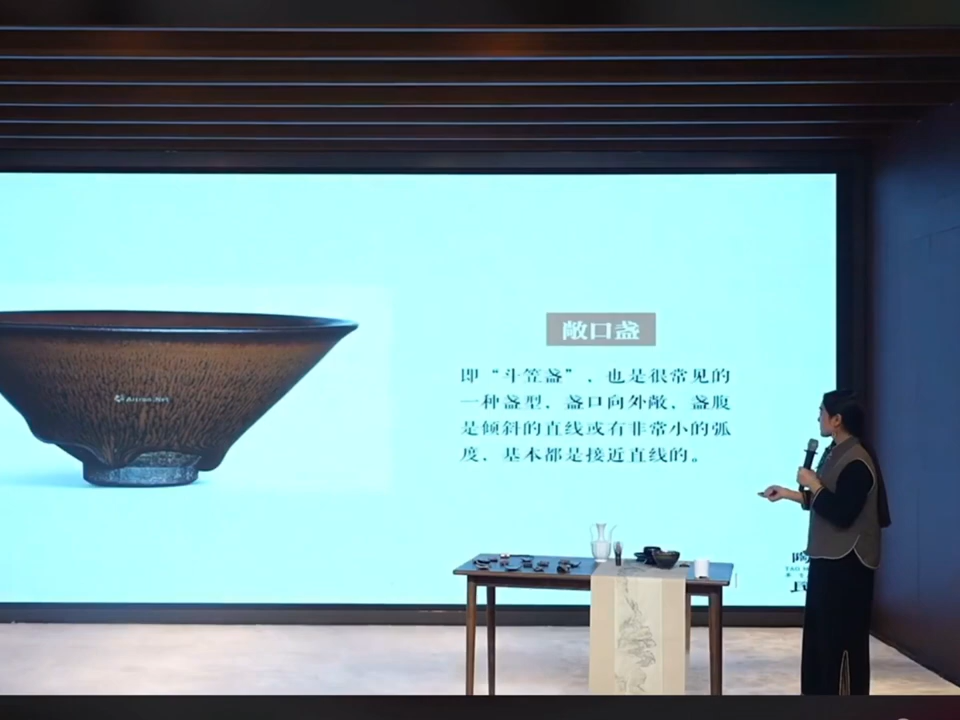 敞口盏
即“斗笠盏”，也是很常见的
一种盏型，盏口向外敞，盏腹
是倾斜的直线或有非常小的弧
度，基本都是接近直线的。
Artron.Net